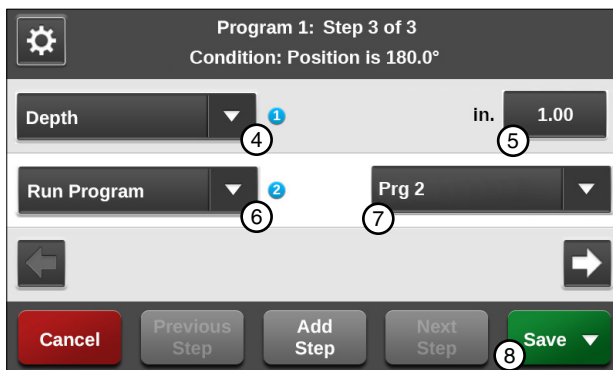 Program 1: Step 3 of 3
Condition: Position is 180.0°
Depth 1 in. 1.00
4 5
Run Program 2 Prg 2
6 7
Cancel Previous Step Add Step Next Step Save
8